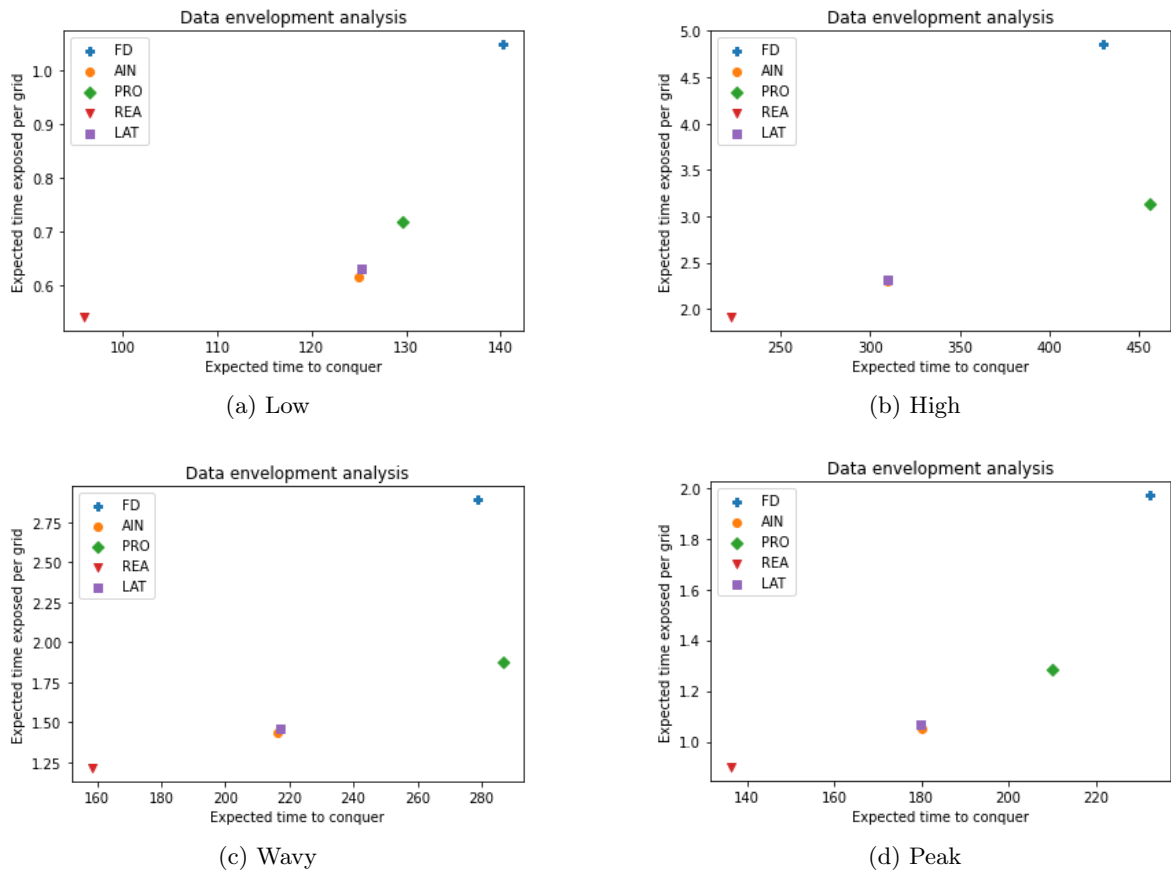 Data envelopment analysis
Expected time exposed per grid
1.0
0.9
0.8
0.7
0.6
FD
AIN
PRO
REA
LAT
100 110 120 130 140
Expected time to conquer
(a) Low
Data envelopment analysis
Expected time exposed per grid
5.0
4.5
4.0
3.5
3.0
2.5
2.0
FD
AIN
PRO
REA
LAT
250 300 350 400 450
Expected time to conquer
(b) High
Data envelopment analysis
Expected time exposed per grid
2.75
2.50
2.25
2.00
1.75
1.50
1.25
FD
AIN
PRO
REA
LAT
160 180 200 220 240 260 280
Expected time to conquer
(c) Wavy
Data envelopment analysis
Expected time exposed per grid
2.0
1.8
1.6
1.4
1.2
1.0
FD
AIN
PRO
REA
LAT
140 160 180 200 220
Expected time to conquer
(d) Peak